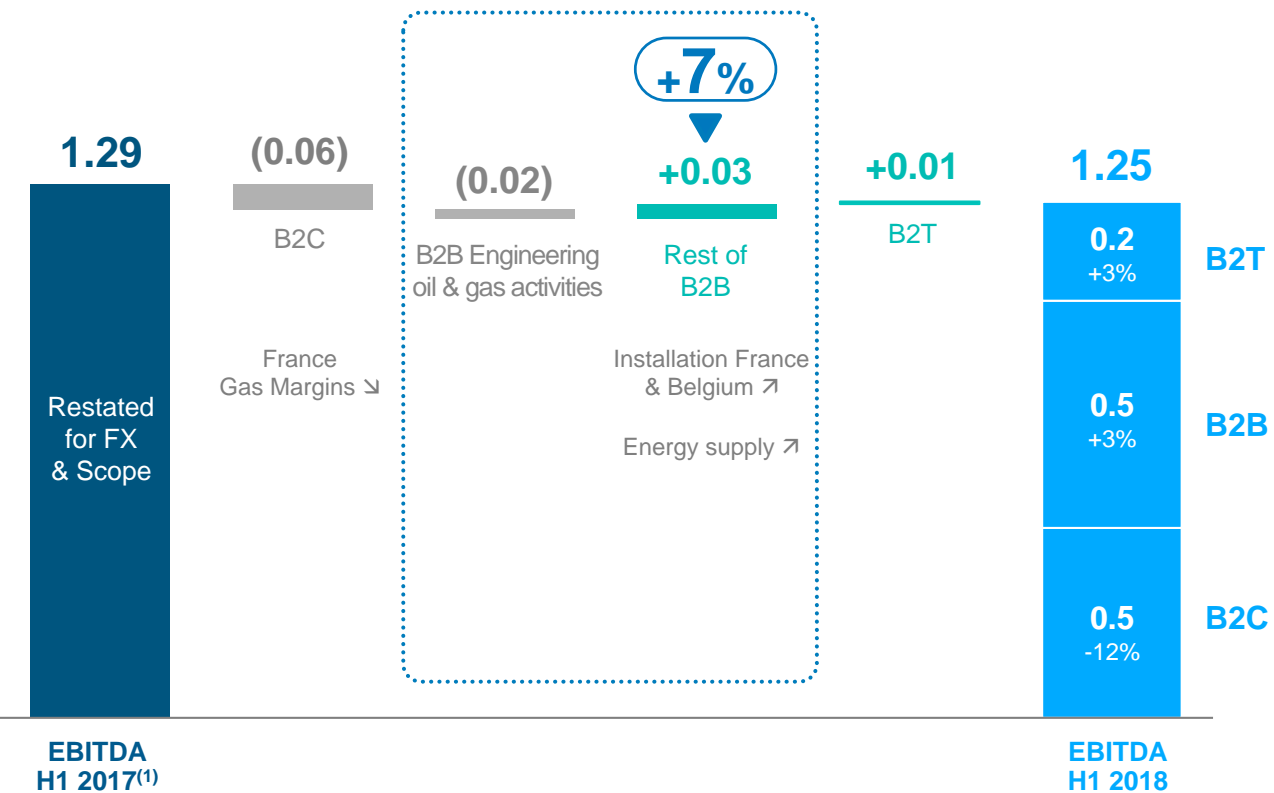 +7%
1.29
(0.06)
(0.02)
+0.03
+0.01
1.25
B2C
B2B Engineering
oil & gas activities
Rest of
B2B
B2T
0.2
+3%
B2T
France
Gas Margins ↘
Installation France
& Belgium ↗
Energy supply ↗
Restated
for FX
& Scope
0.5
+3%
B2B
0.5
-12%
B2C
EBITDA
H1 2017(1)
EBITDA
H1 2018